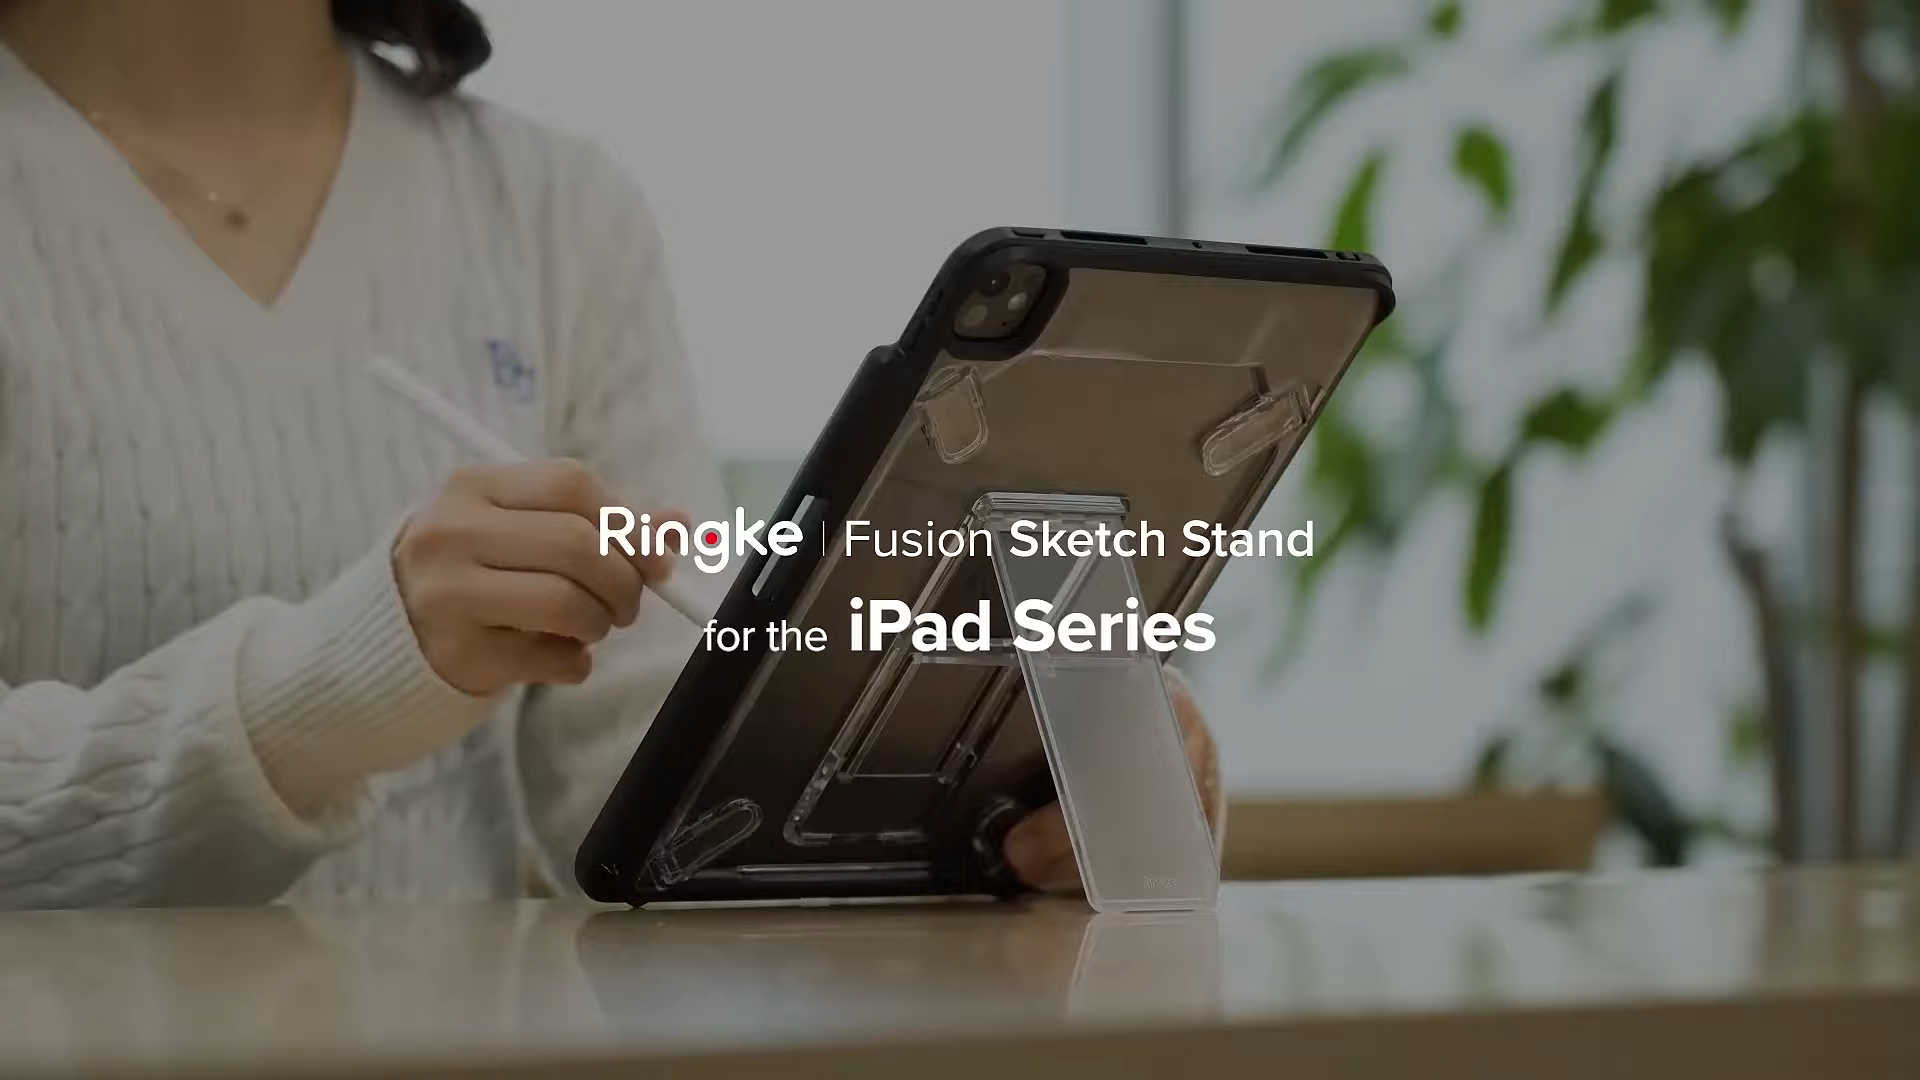 Ringke | Fusion Sketch Stand
for the iPad Series